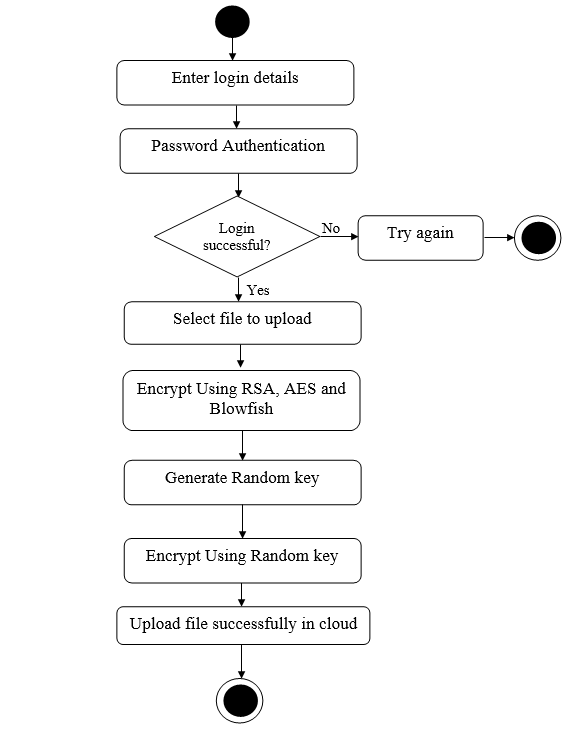 Enter login details
Password Authentication
Login
successful?
No
Try again
Yes
Select file to upload
Encrypt Using RSA, AES and
Blowfish
Generate Random key
Encrypt Using Random key
Upload file successfully in cloud